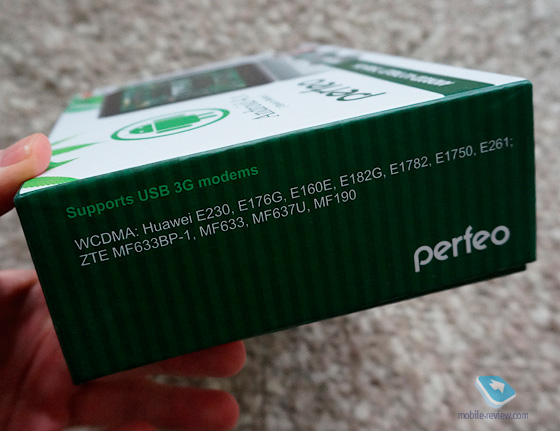 perfeo
Supports USB 3G modems
WCDMA: Huawei E230, E176G, E160E, E182G, E1782, E1750, E261;
ZTE MF633BP-1, MF633, MF637U, MF190
perfeo
mobile-review.com